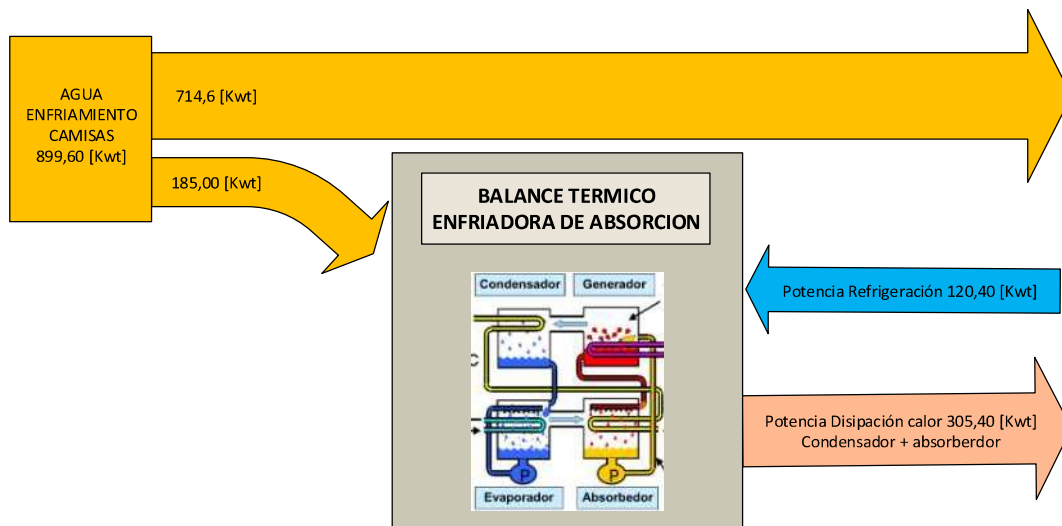 AGUA
ENFRIAMIENTO
CAMISAS
899,60 [Kwt]
714,6 [Kwt]
185,00 [Kwt]
BALANCE TERMICO
ENFRIADORA DE ABSORCION
Condensador
Generador
C
P
P
Evaporador
Absorbedor
Potencia Refrigeración 120,40 [Kwt]
Potencia Disipación calor 305,40 [Kwt]
Condensador + absorberdor